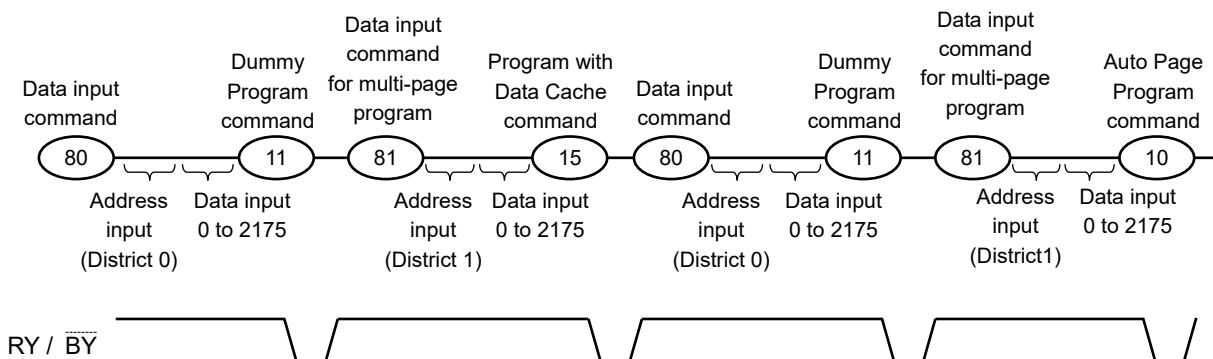 Data input
command
Dummy
Program
command
Data input
command
for multi-page
program
Program with
Data Cache
command
Data input
command
Dummy
Program
command
Data input
command
for multi-page
program
Auto Page
Program
command
80
11
81
15
80
11
81
10
Address
input
(District 0)
Data input
0 to 2175
Address
input
(District 1)
Data input
0 to 2175
Address
input
(District 0)
Data input
0 to 2175
Address
input
(District1)
Data input
0 to 2175
RY / BY